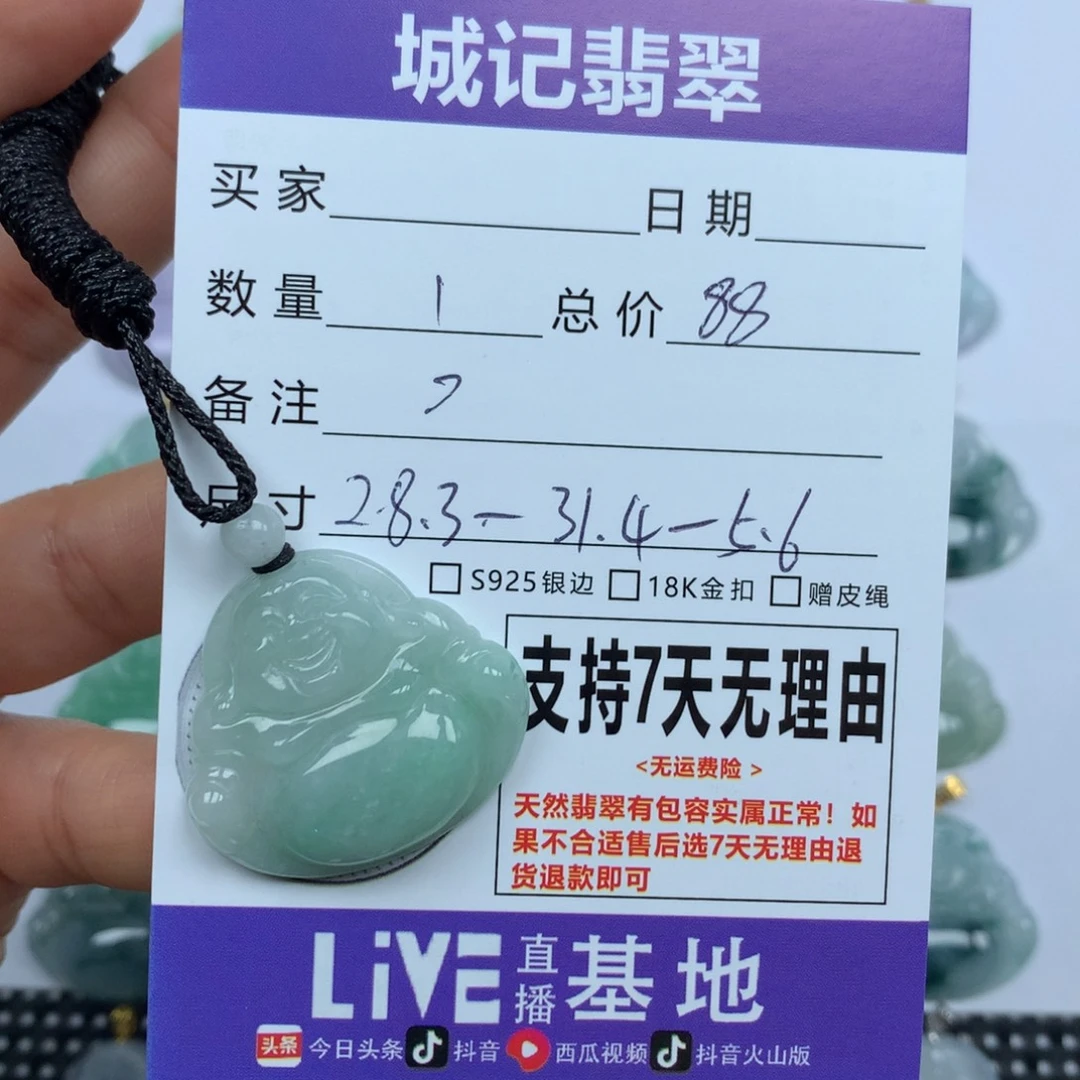 城记翡翠
买家 日期
数量 1 总价 88
备注 7
尺寸 28.3-31.4-5.6
□S925银边 □18K金扣 □赠皮绳
支持7天无理由
<无运费险>
天然翡翠有包容实属正常！如
果不合适售后选7天无理由退
货退款即可
LiVE 直播 基地
头条 今日头条 抖音 西瓜视频 抖音火山版